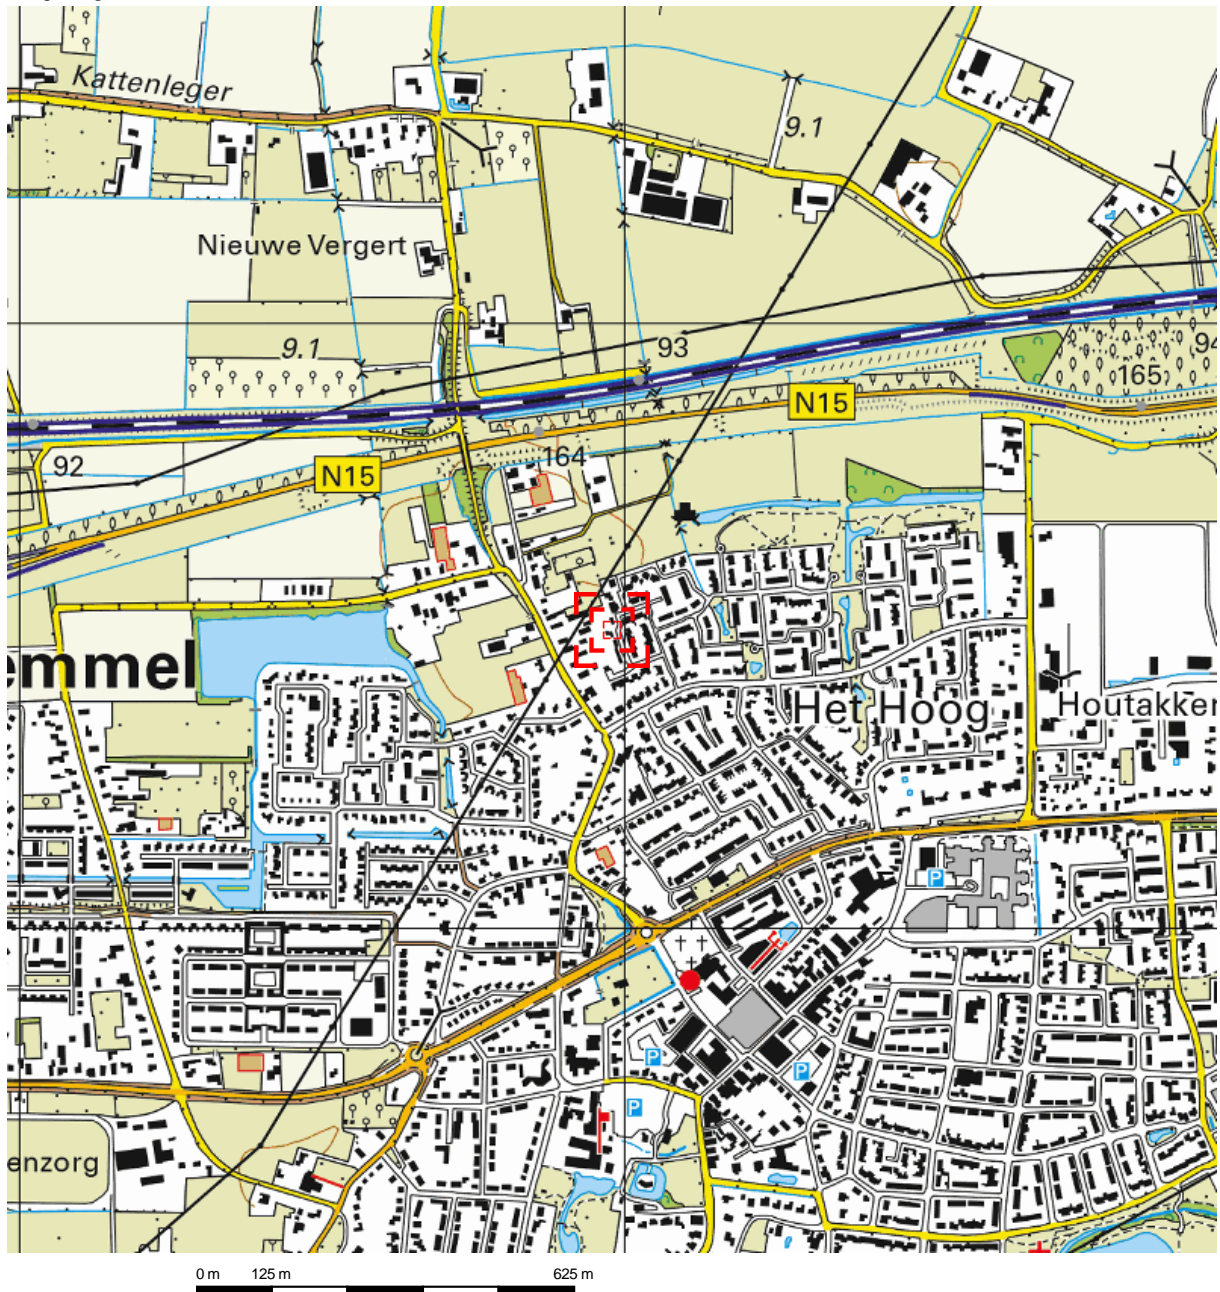 Kattenleger
9.1
Nieuwe Vergert
9.1
93
94
165
N15
164
92
N15
emmel
Het Hoog
Houtakker
P
P
P
P
enzorg
0 m 125 m 625 m